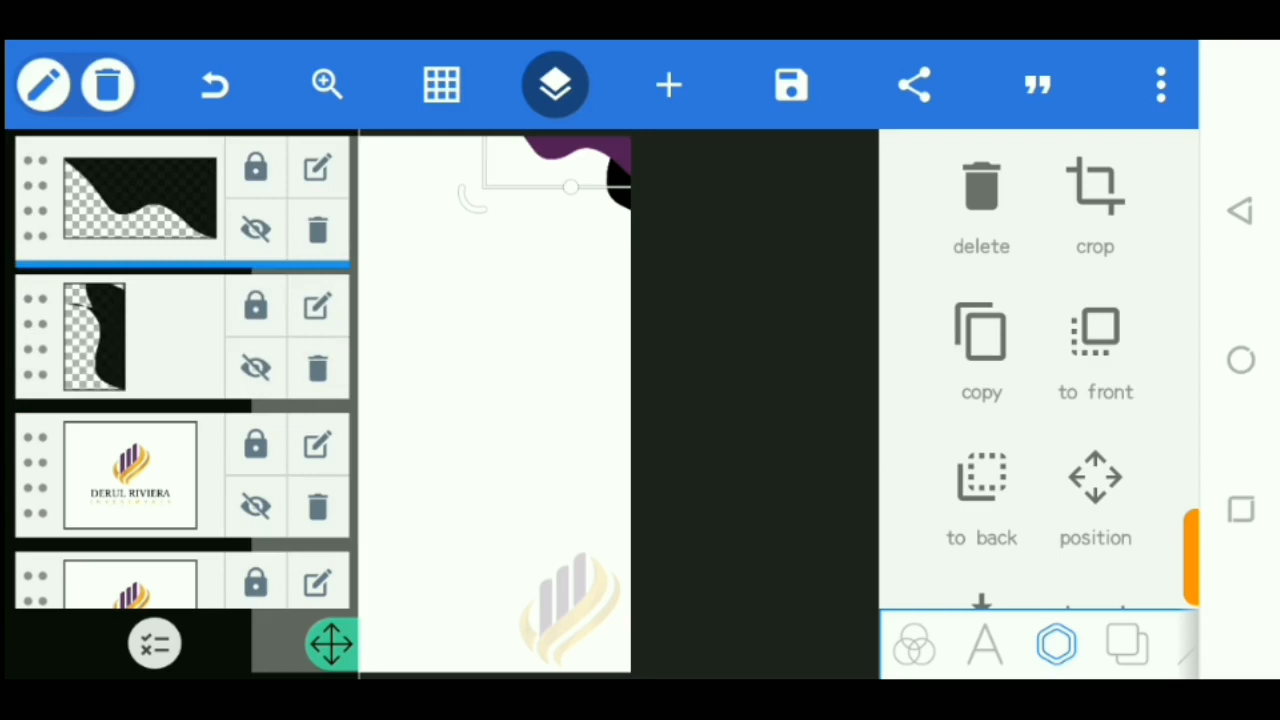 delete
crop
DERUL RIVIERA
copy
to front
to back
position